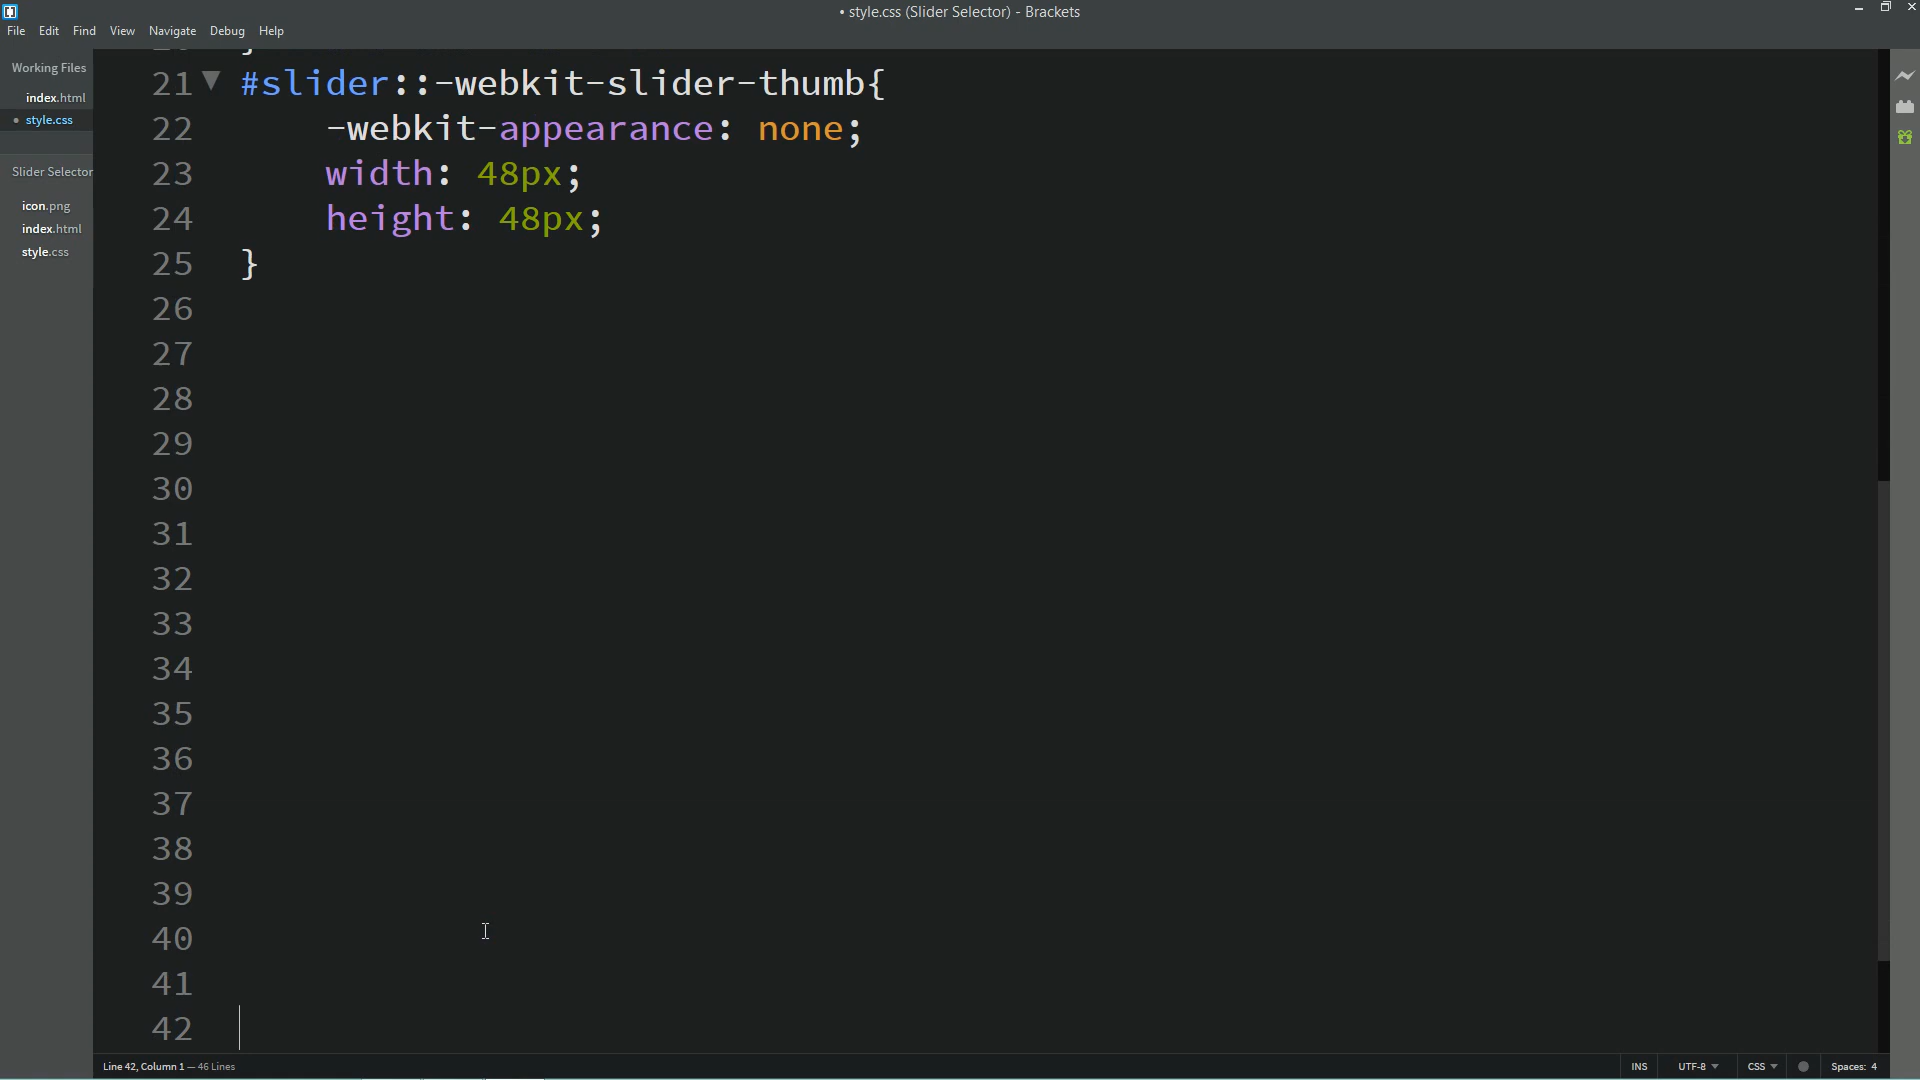 • style.css (Slider Selector) - Brackets
File Edit Find View Navigate Debug Help
Working Files
index.html
• style.css
Slider Selector
icon.png
index.html
style.css
21 ▼ #slider::-webkit-slider-thumb{
22 -webkit-appearance: none;
23 width: 48px;
24 height: 48px;
25 }
26
27
28
29
30
31
32
33
34
35
36
37
38
39
40
41
42
Line 42, Column 1 — 46 Lines
INS UTF-8 ▼ CSS ▼ Spaces: 4